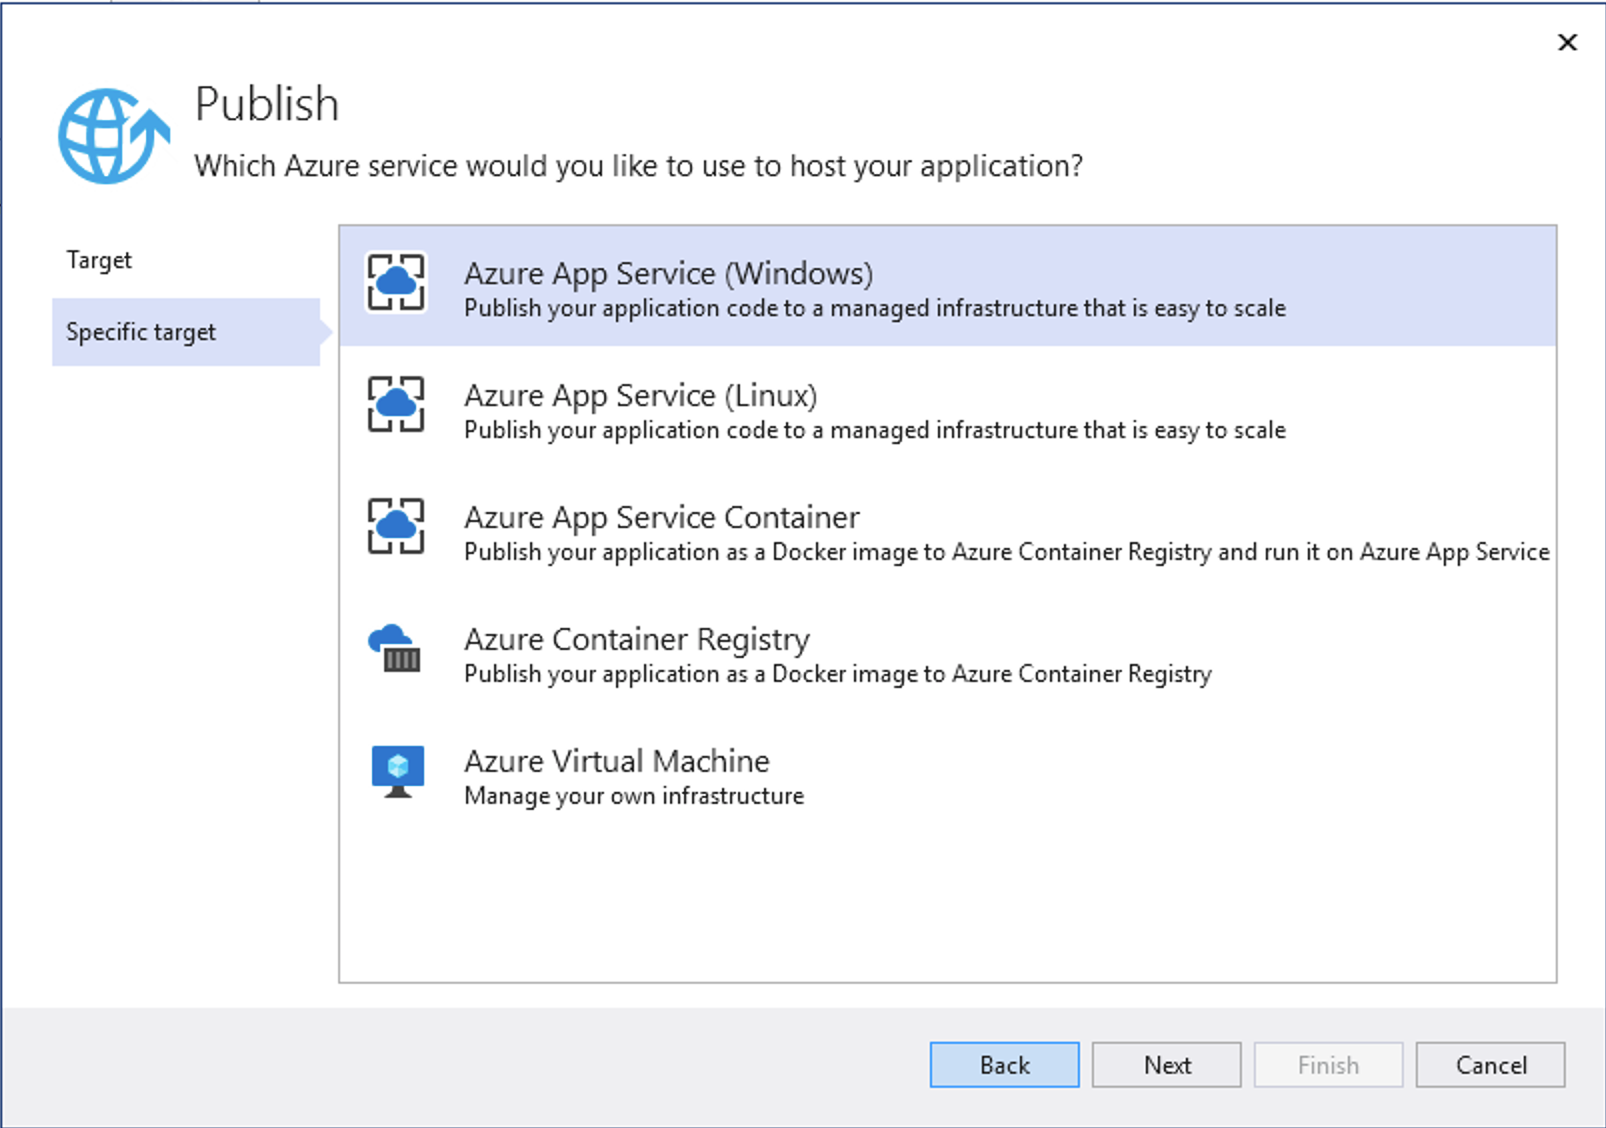 Publish
Which Azure service would you like to use to host your application?
Target
Specific target
Azure App Service (Windows)
Publish your application code to a managed infrastructure that is easy to scale
Azure App Service (Linux)
Publish your application code to a managed infrastructure that is easy to scale
Azure App Service Container
Publish your application as a Docker image to Azure Container Registry and run it on Azure App Service
Azure Container Registry
Publish your application as a Docker image to Azure Container Registry
Azure Virtual Machine
Manage your own infrastructure
Back
Next
Finish
Cancel